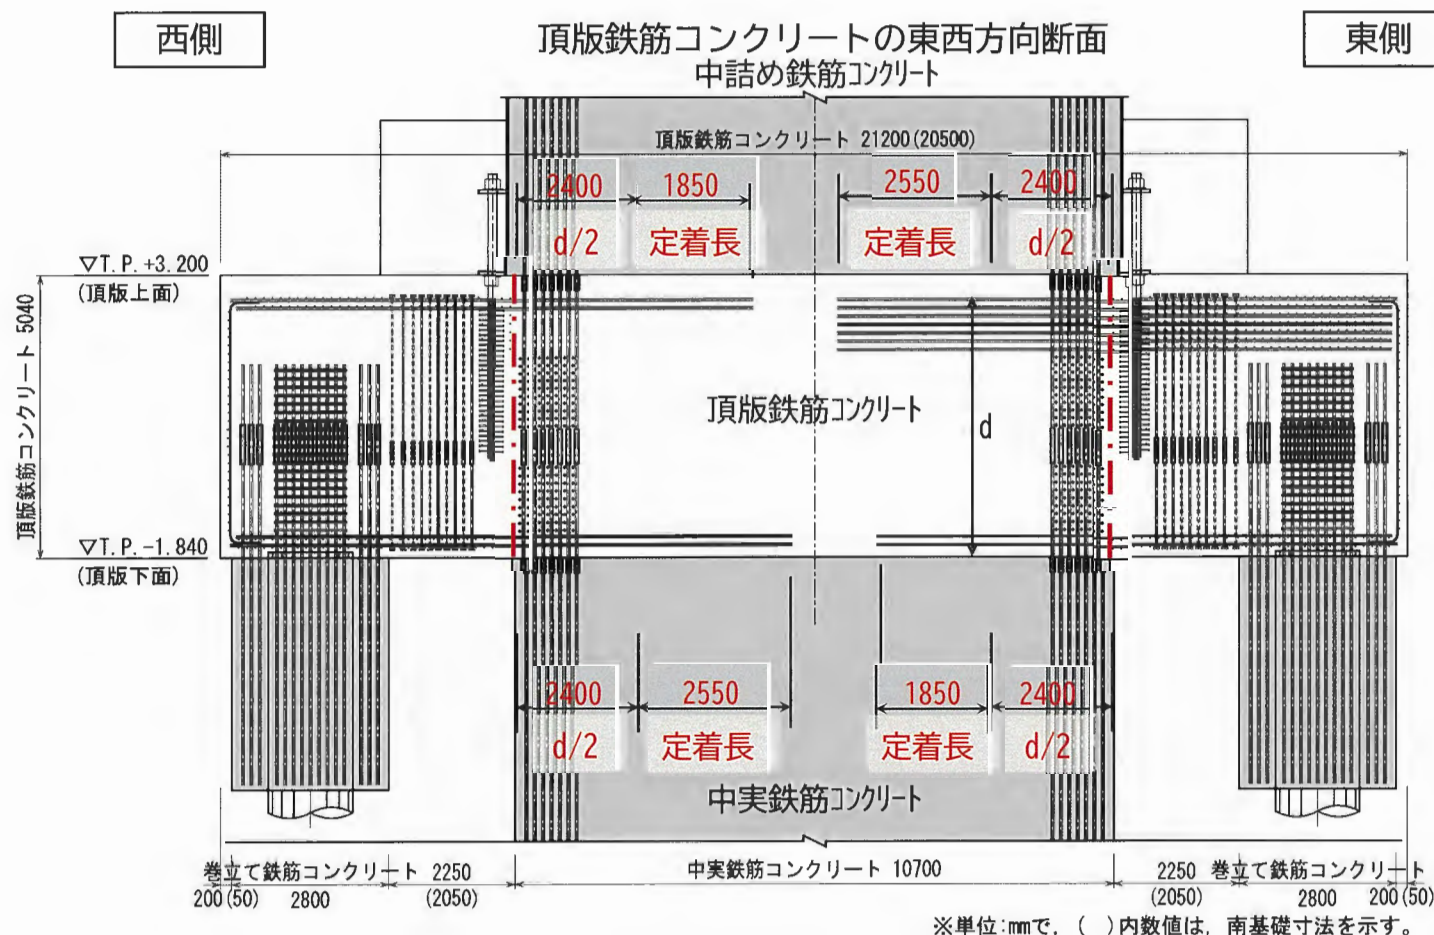 西側
頂版鉄筋コンクリートの東西方向断面
東側
中詰め鉄筋コンクリート
頂版鉄筋コンクリート 21200(20500)
2400 1850 2550 2400
d/2 定着長 定着長 d/2
▽T.P.+3.200
(頂版上面)
頂版鉄筋コンクリート 5040
頂版鉄筋コンクリート
d
▽T.P.-1.840
(頂版下面)
2400 2550 1850 2400
d/2 定着長 定着長 d/2
中実鉄筋コンクリート
巻立て鉄筋コンクリート 2250 中実鉄筋コンクリート 10700 2250 巻立て鉄筋コンクリート
200(50) 2800 (2050) (2050) 2800 200(50)
※単位:mmで,( )内数値は,南基礎寸法を示す。